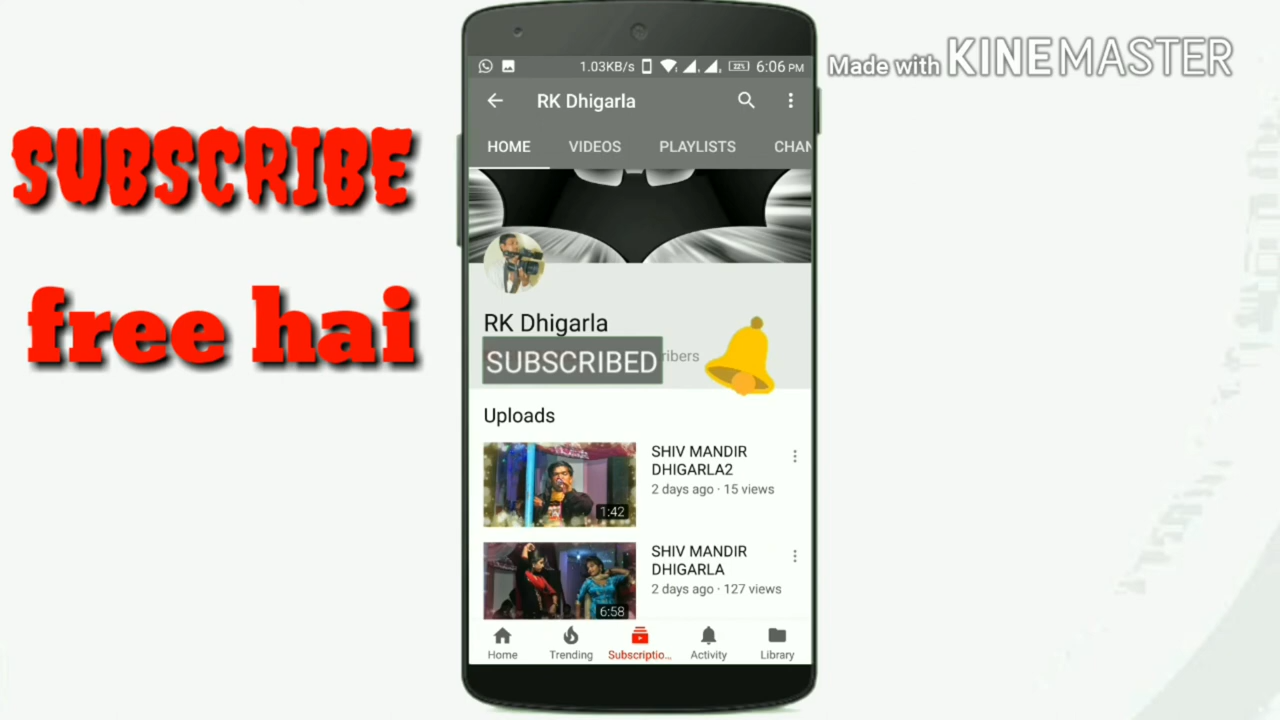 Made with KINEMASTER
SUBSCRIBE
free hai
1.03KB/s 22% 6:06 PM
RK Dhigarla
HOME VIDEOS PLAYLISTS CHAN
RK Dhigarla
SUBSCRIBED ribers
Uploads
SHIV MANDIR
DHIGARLA2
2 days ago · 15 views
1:42
SHIV MANDIR
DHIGARLA
2 days ago · 127 views
6:58
Home Trending Subscriptio... Activity Library